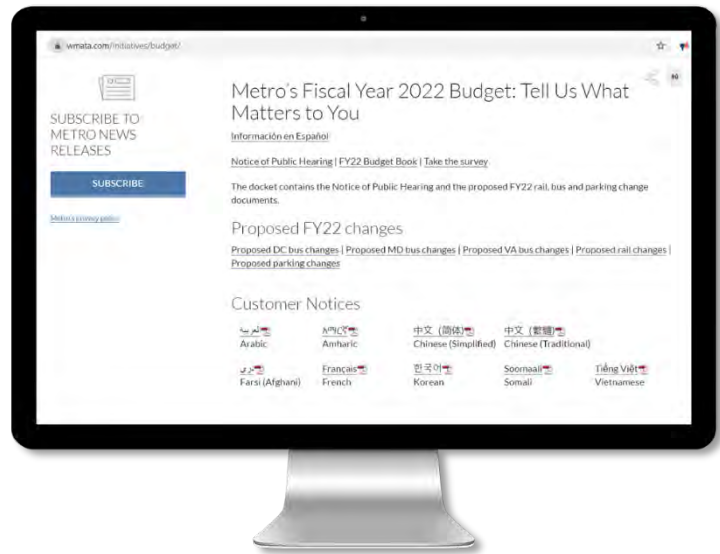 wmata.com/initiatives/budget/
SUBSCRIBE TO
METRO NEWS
RELEASES
SUBSCRIBE
Metro's privacy policy
Metro's Fiscal Year 2022 Budget: Tell Us What
Matters to You
Información en Español
Notice of Public Hearing | FY22 Budget Book | Take the survey
The docket contains the Notice of Public Hearing and the proposed FY22 rail, bus and parking change
documents.
Proposed FY22 changes
Proposed DC bus changes | Proposed MD bus changes | Proposed VA bus changes | Proposed rail changes |
Proposed parking changes
Customer Notices
العربية አማርኛ 中文（简体） 中文（繁體）
Arabic Amharic Chinese (Simplified) Chinese (Traditional)
دری Français 한국어 Soomaali Tiếng Việt
Farsi (Afghani) French Korean Somali Vietnamese